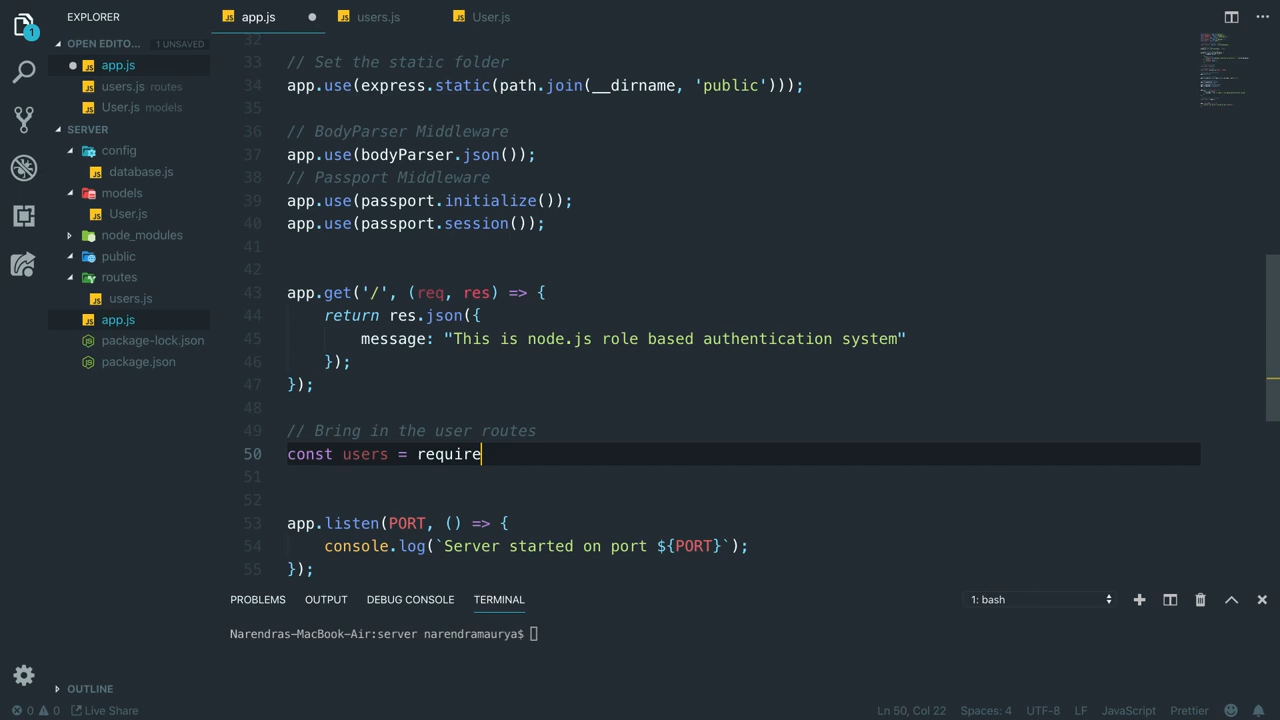 EXPLORER
app.js
users.js
User.js
OPEN EDITO...
1 UNSAVED
app.js
users.js routes
User.js models
SERVER
config
database.js
models
User.js
node_modules
public
routes
users.js
app.js
package-lock.json
package.json
OUTLINE
1
32
33 // Set the static folder
34 app.use(express.static(path.join(__dirname, 'public')));
35
36 // BodyParser Middleware
37 app.use(bodyParser.json());
38 // Passport Middleware
39 app.use(passport.initialize());
40 app.use(passport.session());
41
42
43 app.get('/', (req, res) => {
44 return res.json({
45 message: "This is node.js role based authentication system"
46 });
47 });
48
49 // Bring in the user routes
50 const users = require
51
52
53 app.listen(PORT, () => {
54 console.log(`Server started on port ${PORT}`);
55 });
PROBLEMS OUTPUT DEBUG CONSOLE TERMINAL
1: bash
Narendras-MacBook-Air:server narendramaurya$
0 0 Live Share
Ln 50, Col 22 Spaces: 4 UTF-8 LF JavaScript Prettier